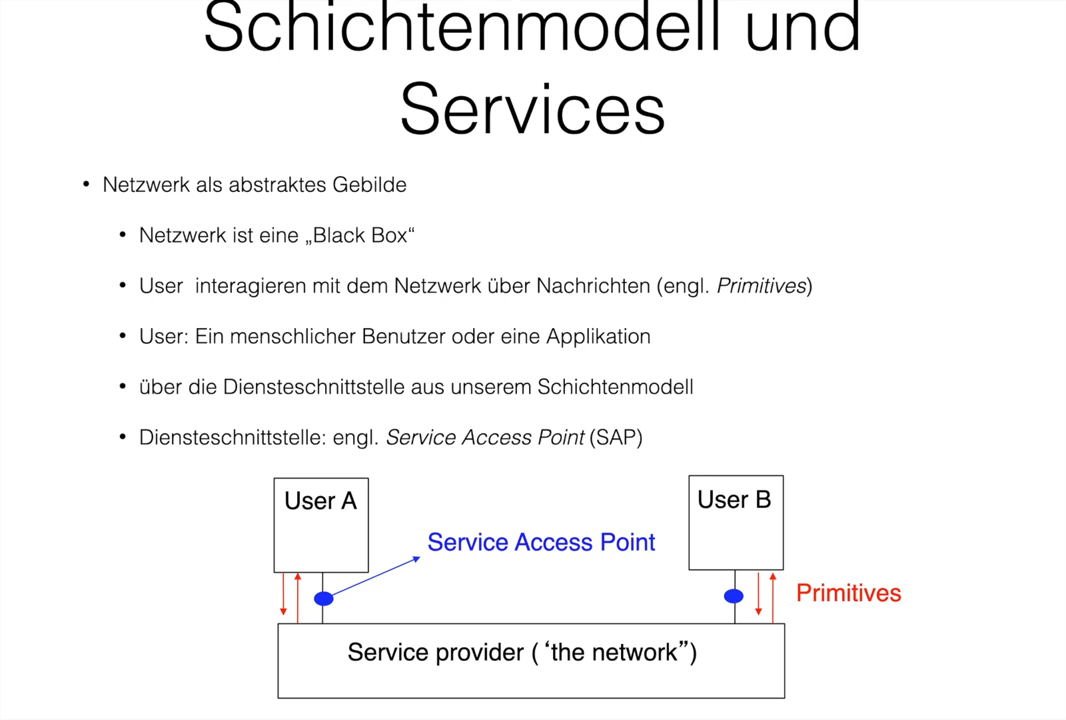 Schichtenmodell und
Services
• Netzwerk als abstraktes Gebilde
• Netzwerk ist eine „Black Box“
• User  interagieren mit dem Netzwerk über Nachrichten (engl. Primitives)
• User: Ein menschlicher Benutzer oder eine Applikation
• über die Diensteschnittstelle aus unserem Schichtenmodell
• Diensteschnittstelle: engl. Service Access Point (SAP)
User A
User B
Service Access Point
Primitives
Service provider ( ‘the network”)